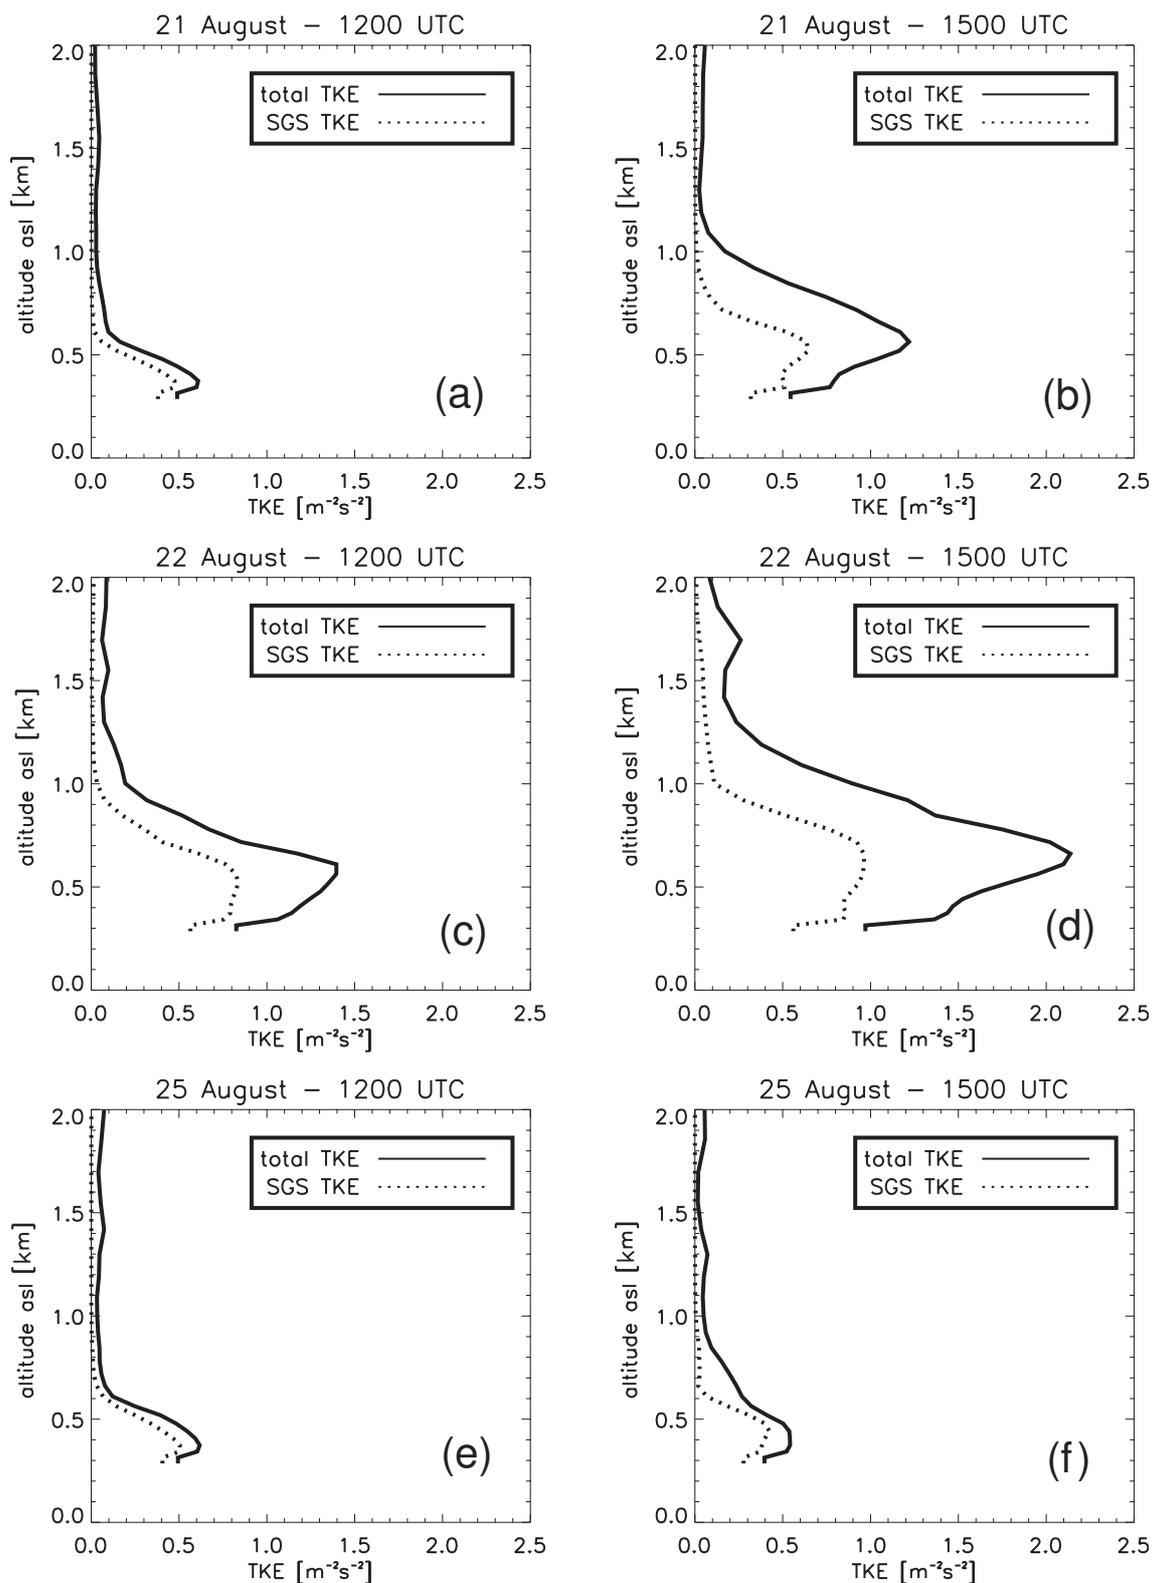 21 August − 1200 UTC
2.0
1.5
1.0
0.5
0.0
altitude asl [km]
total TKE
SGS TKE
(a)
0.0 0.5 1.0 1.5 2.0 2.5
TKE [m⁻²s⁻²]
21 August − 1500 UTC
2.0
1.5
1.0
0.5
0.0
altitude asl [km]
total TKE
SGS TKE
(b)
0.0 0.5 1.0 1.5 2.0 2.5
TKE [m⁻²s⁻²]
22 August − 1200 UTC
2.0
1.5
1.0
0.5
0.0
altitude asl [km]
total TKE
SGS TKE
(c)
0.0 0.5 1.0 1.5 2.0 2.5
TKE [m⁻²s⁻²]
22 August − 1500 UTC
2.0
1.5
1.0
0.5
0.0
altitude asl [km]
total TKE
SGS TKE
(d)
0.0 0.5 1.0 1.5 2.0 2.5
TKE [m⁻²s⁻²]
25 August − 1200 UTC
2.0
1.5
1.0
0.5
0.0
altitude asl [km]
total TKE
SGS TKE
(e)
0.0 0.5 1.0 1.5 2.0 2.5
TKE [m⁻²s⁻²]
25 August − 1500 UTC
2.0
1.5
1.0
0.5
0.0
altitude asl [km]
total TKE
SGS TKE
(f)
0.0 0.5 1.0 1.5 2.0 2.5
TKE [m⁻²s⁻²]